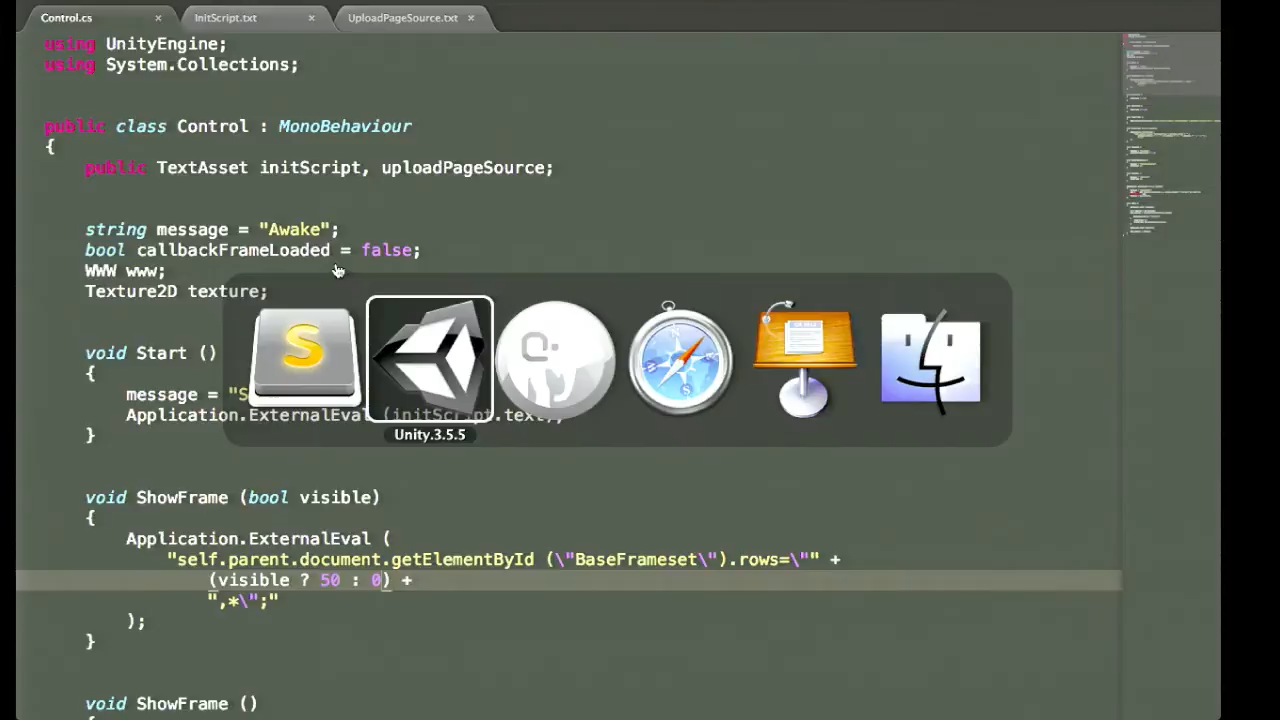 Control.cs × InitScript.txt × UploadPageSource.txt ×
using UnityEngine;
using System.Collections;
public class Control : MonoBehaviour
{
public TextAsset initScript, uploadPageSource;
string message = "Awake";
bool callbackFrameLoaded = false;
WWW www;
Texture2D texture;
void Start ()
{
message = "S
Application.ExternalEval (initScript.text);
}
Unity.3.5.5
void ShowFrame (bool visible)
{
Application.ExternalEval (
"self.parent.document.getElementById (\"BaseFrameset\").rows=\"" +
(visible ? 50 : 0) +
",*\";"
);
}
void ShowFrame ()
{